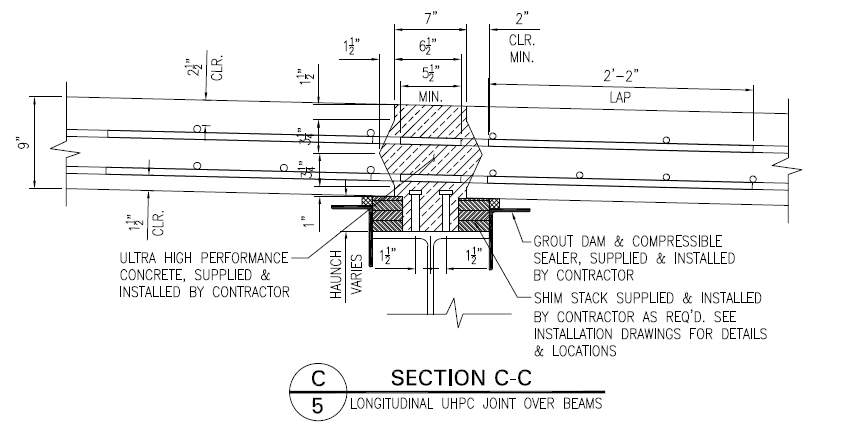 7"
2"
1½"
6½"
CLR.
MIN.
2½"
CLR.
1½"
5½"
MIN.
2'-2"
LAP
9"
3¼"
3¼"
1½"
CLR.
1"
ULTRA HIGH PERFORMANCE
CONCRETE, SUPPLIED &
INSTALLED BY CONTRACTOR
HAUNCH
VARIES
1½"
1½"
GROUT DAM & COMPRESSIBLE
SEALER, SUPPLIED & INSTALLED
BY CONTRACTOR
SHIM STACK SUPPLIED & INSTALLED
BY CONTRACTOR AS REQ'D. SEE
INSTALLATION DRAWINGS FOR DETAILS
& LOCATIONS
C
5
SECTION C-C
LONGITUDINAL UHPC JOINT OVER BEAMS